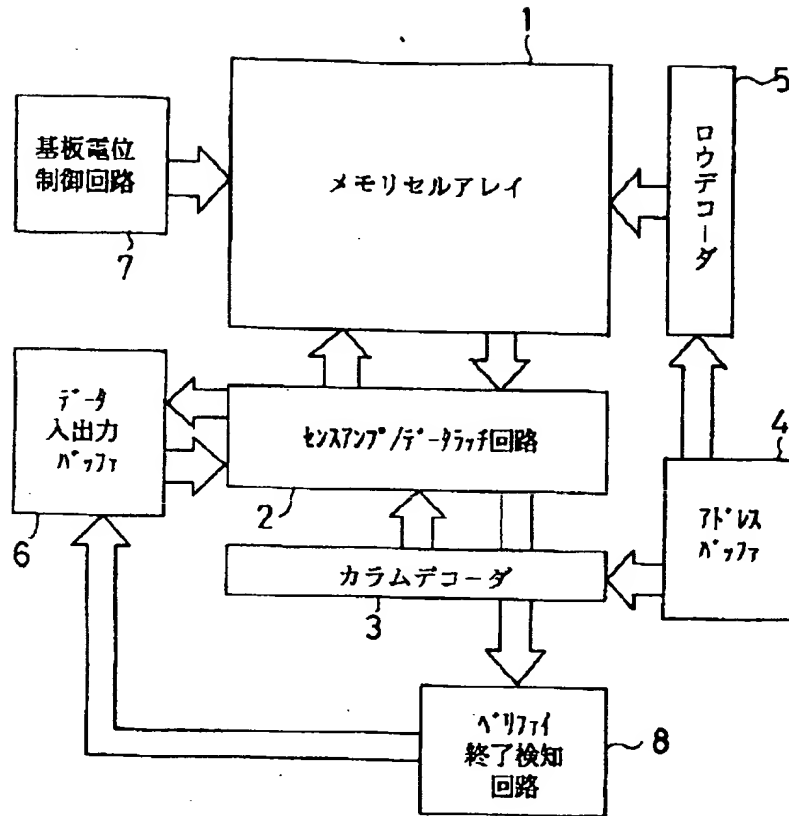 1
メモリセルアレイ
5
ロウデコーダ
基板電位
制御回路
7
データ
入出力
バッファ
6
センスアンプ/データラッチ回路
2
4
アドレス
バッファ
カラムデコーダ
3
ベリファイ
終了検知
回路
8